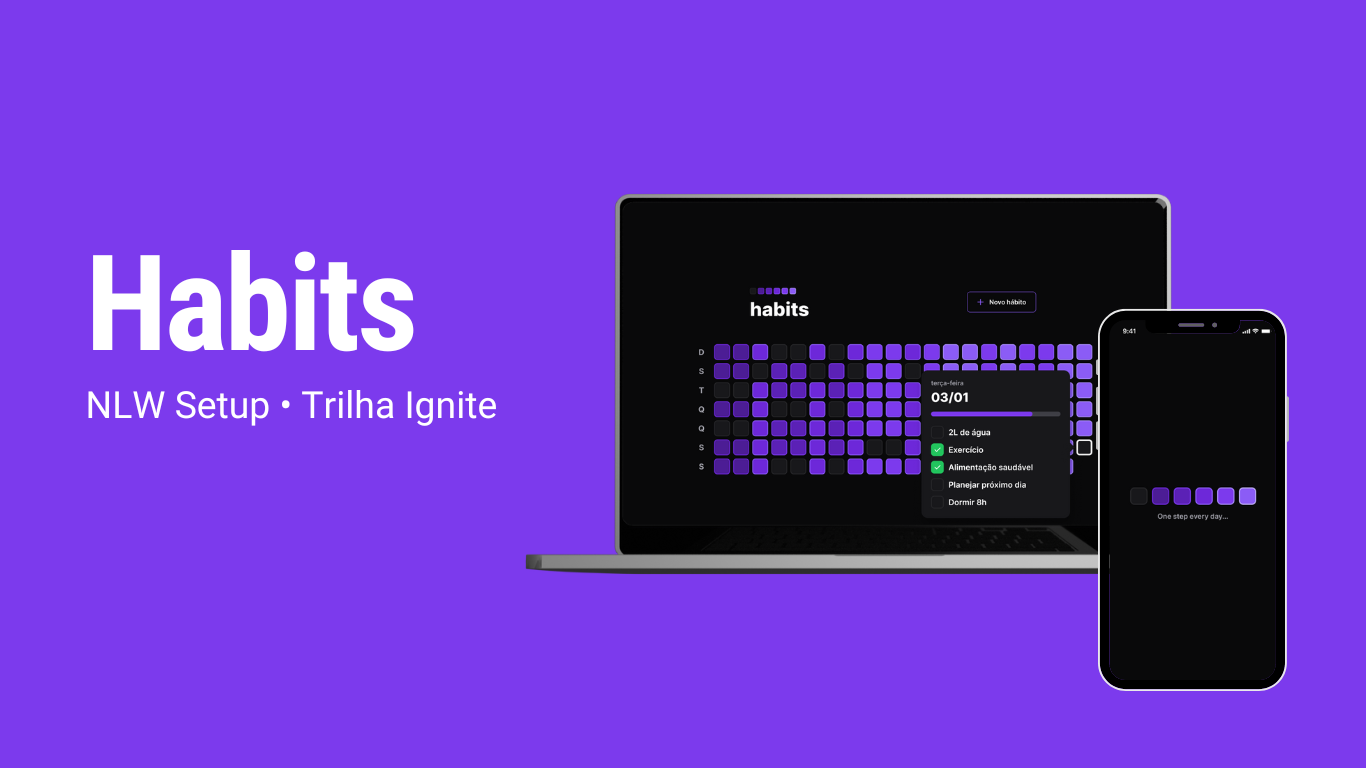 Habits
NLW Setup • Trilha Ignite
habits
+ Novo hábito
D
S
T
Q
Q
S
S
terça-feira
03/01
2L de água
Exercício
Alimentação saudável
Planejar próximo dia
Dormir 8h
9:41
One step every day...